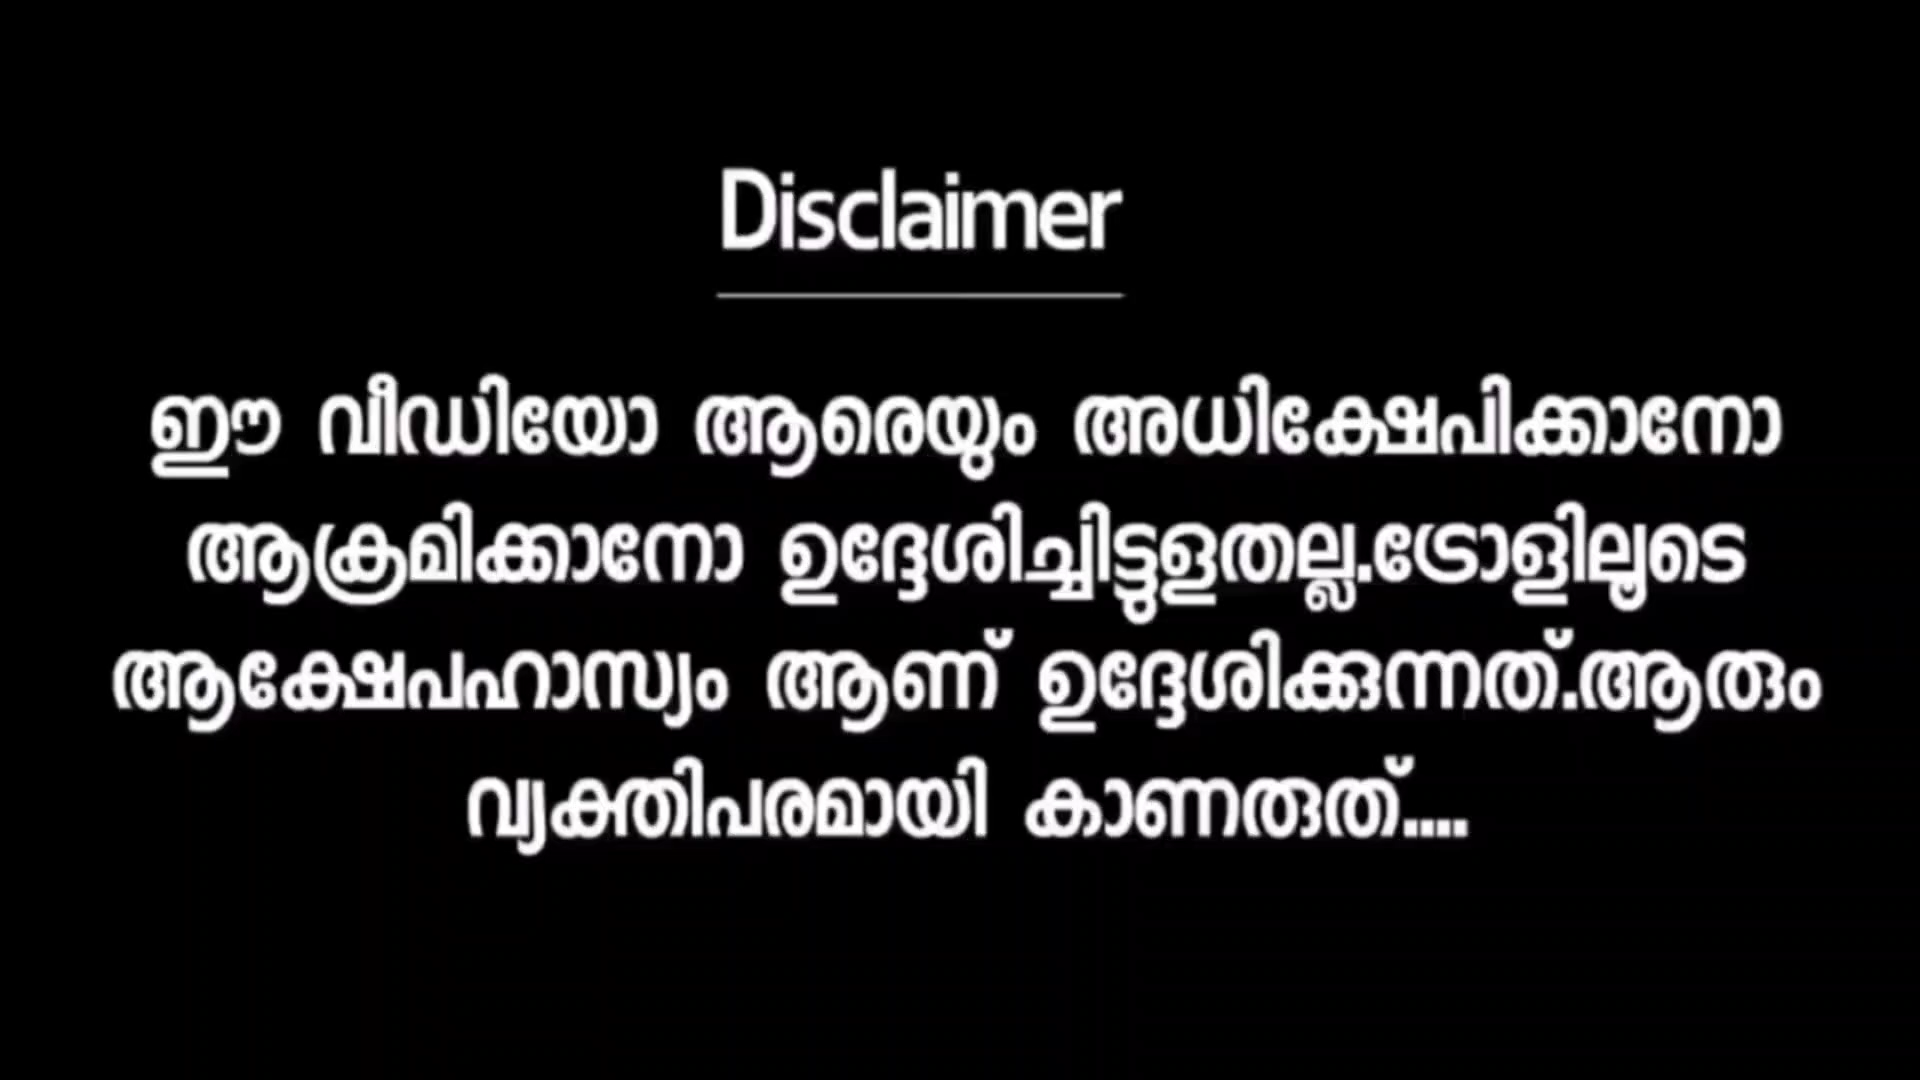 Disclaimer
ഈ വീഡിയോ ആരെയും അധിക്ഷേപിക്കാനോ
ആക്രമിക്കാനോ ഉദ്ദേശിച്ചിട്ടുളതല്ല.ട്രോളിലൂടെ
ആക്ഷേപഹാസ്യം ആണ് ഉദ്ദേശിക്കുന്നത്.ആരും
വ്യക്തിപരമായി കാണരുത്....